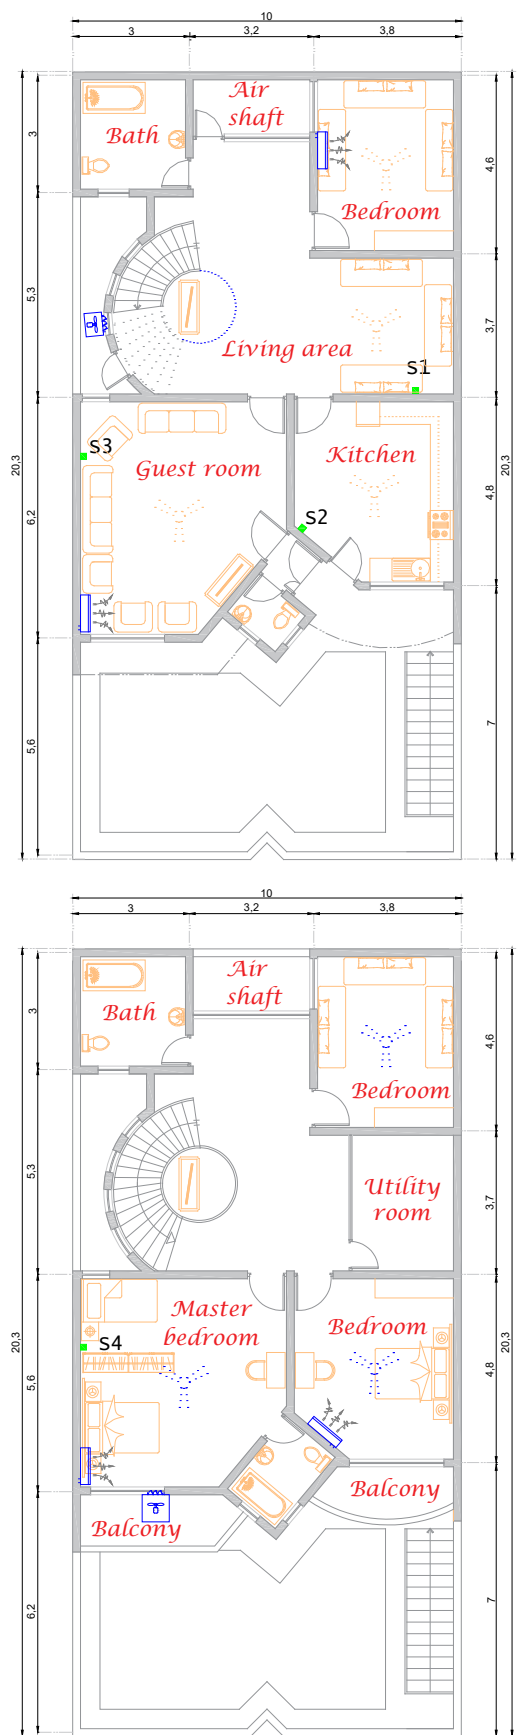 10
3
3,2
3,8
Air
shaft
Bath
3
4,6
Bedroom
5,3
3,7
Living area
S1
S3
Guest room
Kitchen
20,3
20,3
6,2
4,8
S2
5,6
7
10
3
3,2
3,8
Air
shaft
Bath
3
4,6
Bedroom
5,3
3,7
Utility
room
Master
bedroom
Bedroom
S4
20,3
20,3
5,6
4,8
Balcony
Balcony
6,2
7